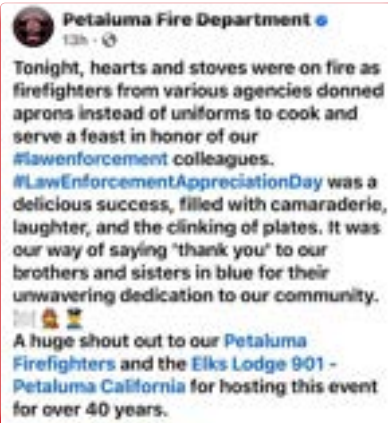 Petaluma Fire Department
13h ·
Tonight, hearts and stoves were on fire as
firefighters from various agencies donned
aprons instead of uniforms to cook and
serve a feast in honor of our
#lawenforcement colleagues.
#LawEnforcementAppreciationDay was a
delicious success, filled with camaraderie,
laughter, and the clinking of plates. It was
our way of saying "thank you" to our
brothers and sisters in blue for their
unwavering dedication to our community.
A huge shout out to our Petaluma
Firefighters and the Elks Lodge 901 -
Petaluma California for hosting this event
for over 40 years.